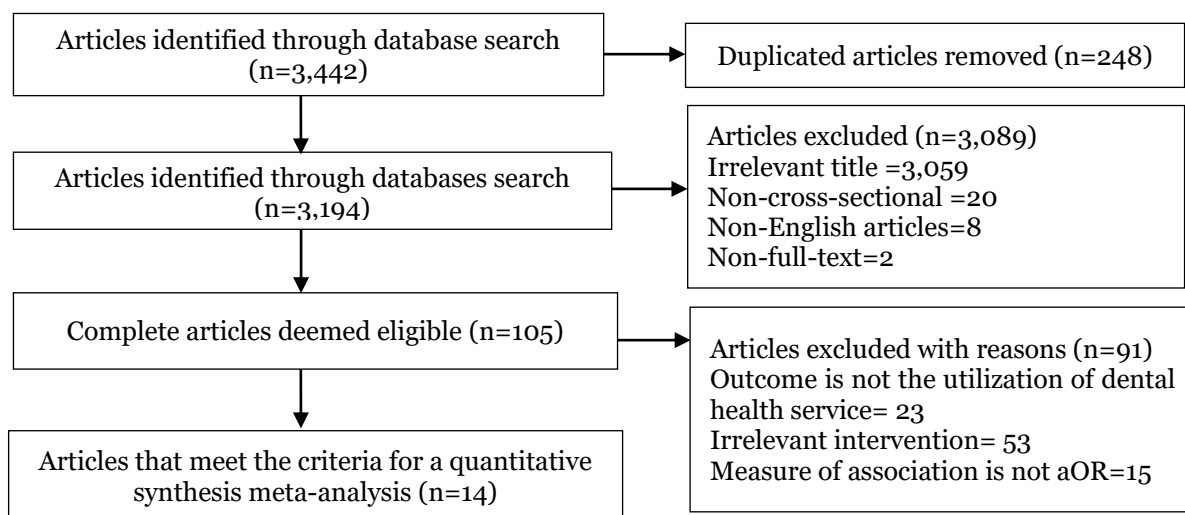 Articles identified through database search
(n=3,442)
Duplicated articles removed (n=248)
Articles identified through databases search
(n=3,194)
Articles excluded (n=3,089)
Irrelevant title =3,059
Non-cross-sectional =20
Non-English articles=8
Non-full-text=2
Complete articles deemed eligible (n=105)
Articles excluded with reasons (n=91)
Outcome is not the utilization of dental
health service= 23
Irrelevant intervention= 53
Measure of association is not aOR=15
Articles that meet the criteria for a quantitative
synthesis meta-analysis (n=14)